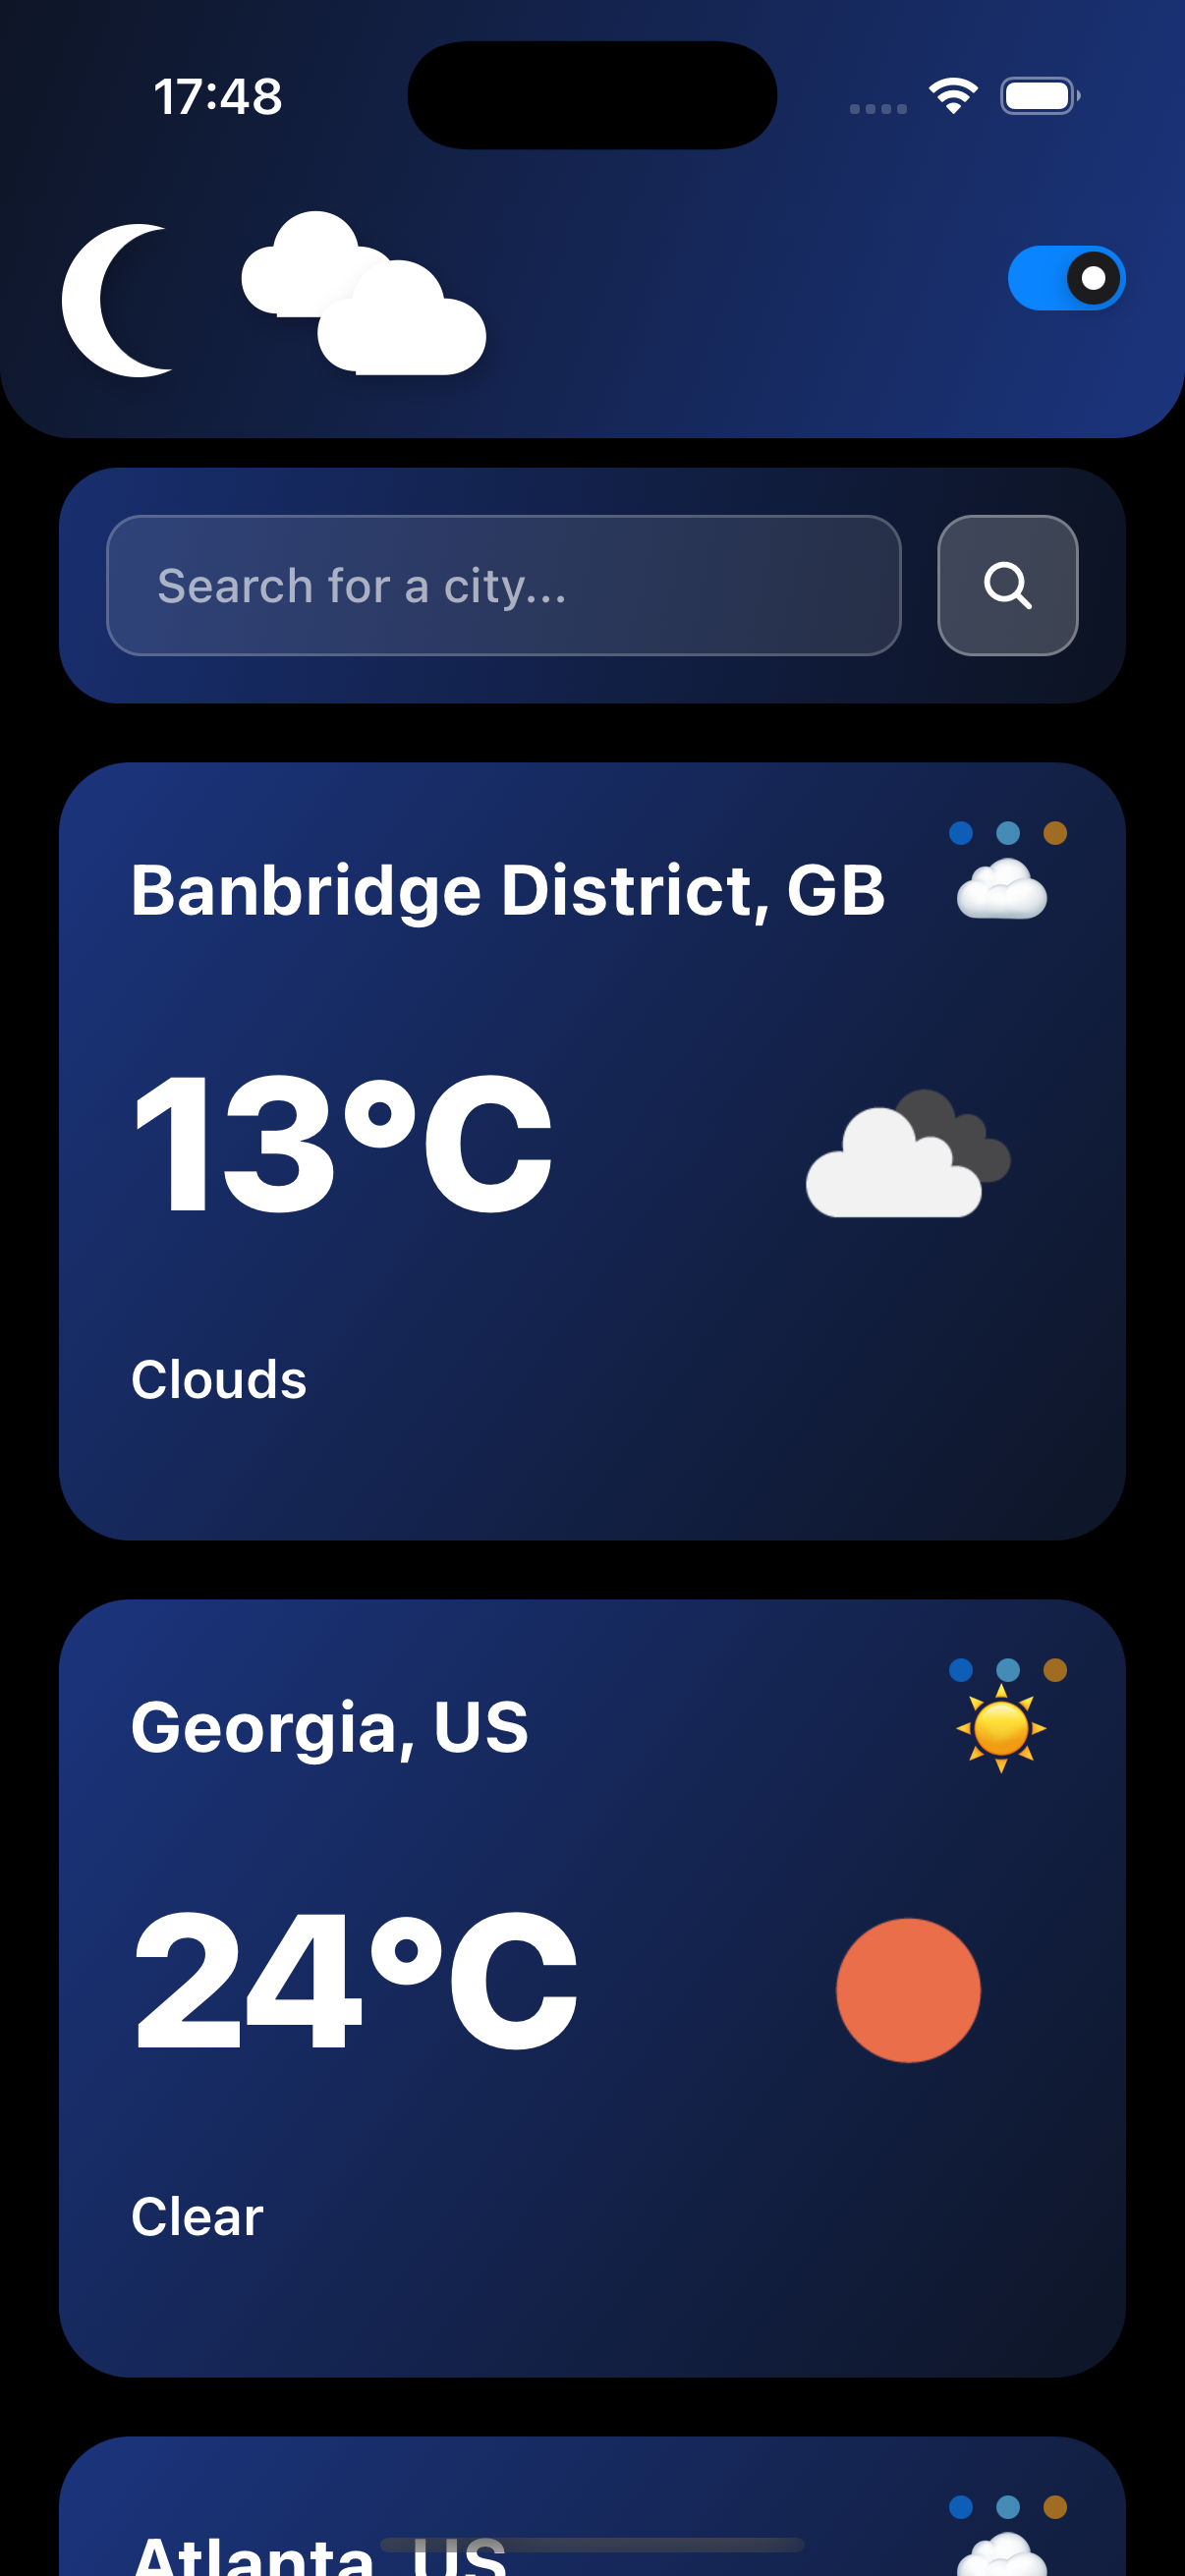 17:48
Search for a city...
Banbridge District, GB
13°C
Clouds
Georgia, US
24°C
Clear
Atlanta, US